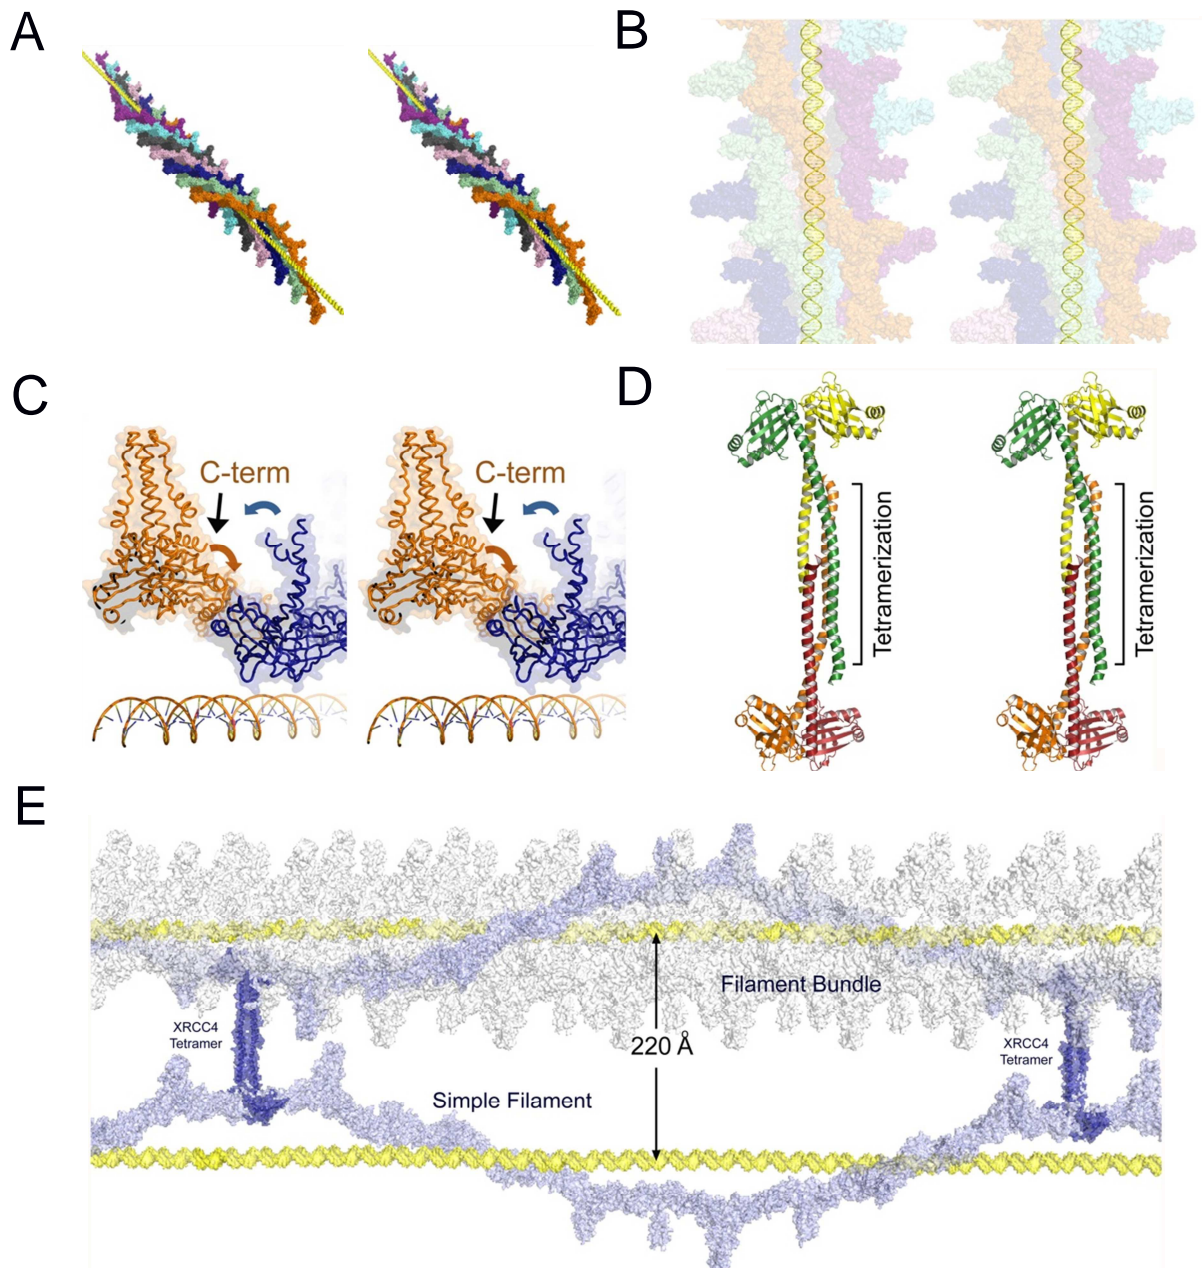 A
B
C
C-term
C-term
D
Tetramerization
Tetramerization
E
Filament Bundle
XRCC4
Tetramer
220 Å
XRCC4
Tetramer
Simple Filament